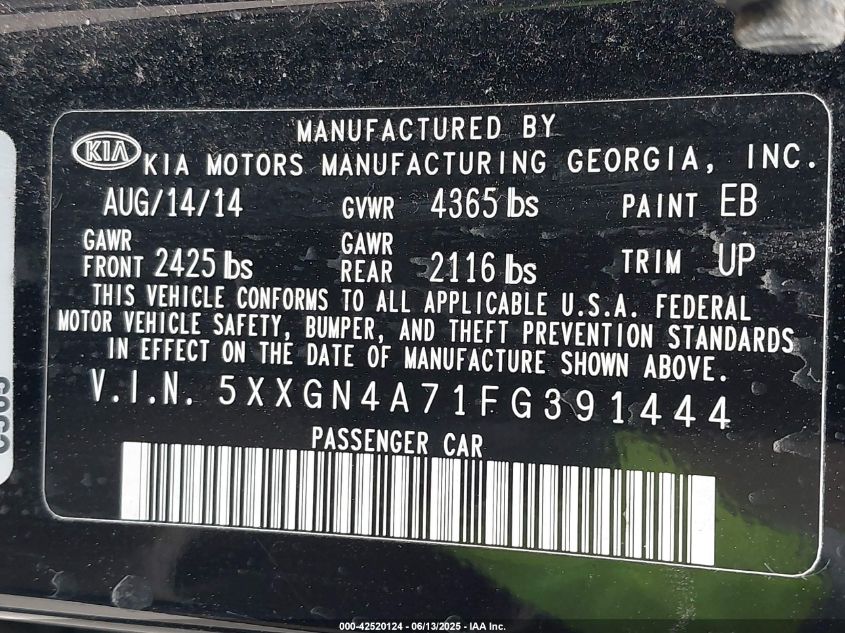 MANUFACTURED BY
KIA KIA MOTORS MANUFACTURING GEORGIA, INC.
AUG/14/14 GVWR 4365 lbs PAINT EB
GAWR FRONT 2425 lbs GAWR REAR 2116 lbs TRIM UP
THIS VEHICLE CONFORMS TO ALL APPLICABLE U.S.A. FEDERAL
MOTOR VEHICLE SAFETY, BUMPER, AND THEFT PREVENTION STANDARDS
IN EFFECT ON THE DATE OF MANUFACTURE SHOWN ABOVE.
V.I.N. 5XXGN4A71FG391444
PASSENGER CAR
000-42520124 - 06/13/2025 - IAA Inc.